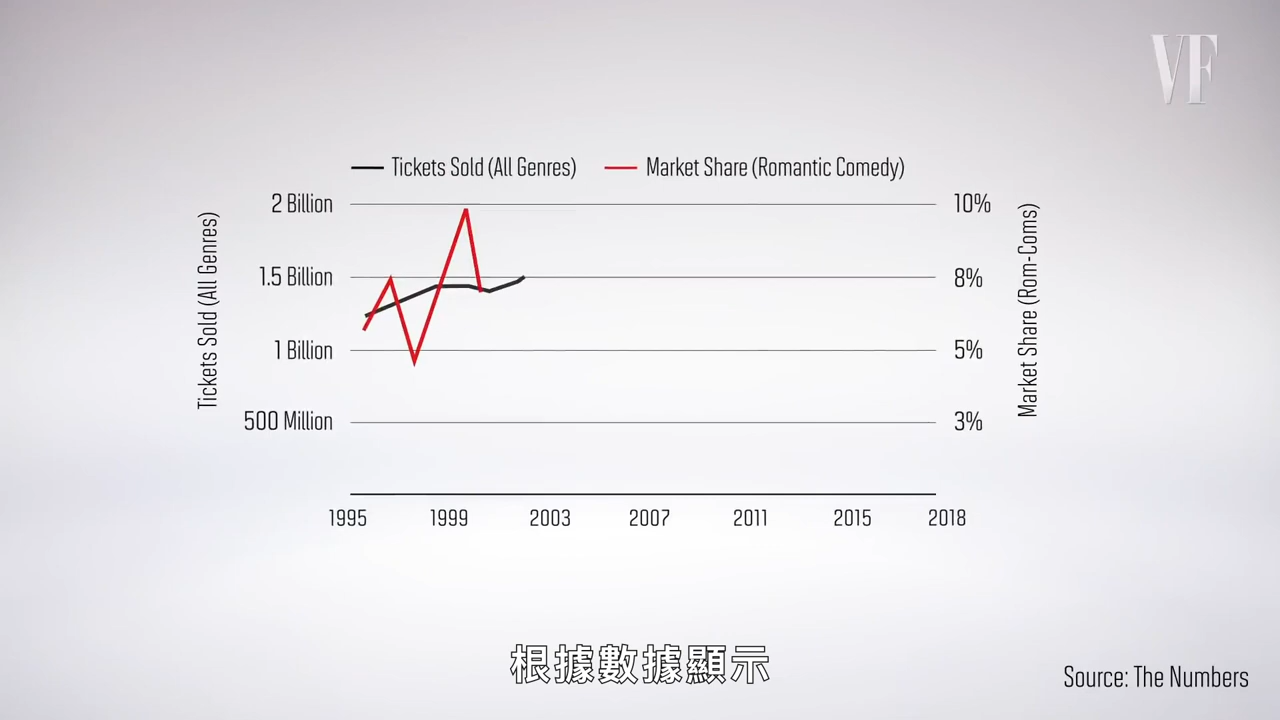 VF
Tickets Sold (All Genres)
Market Share (Romantic Comedy)
2 Billion
1.5 Billion
1 Billion
500 Million
Tickets Sold (All Genres)
10%
8%
5%
3%
Market Share (Rom-Coms)
1995 1999 2003 2007 2011 2015 2018
根據數據顯示
Source: The Numbers